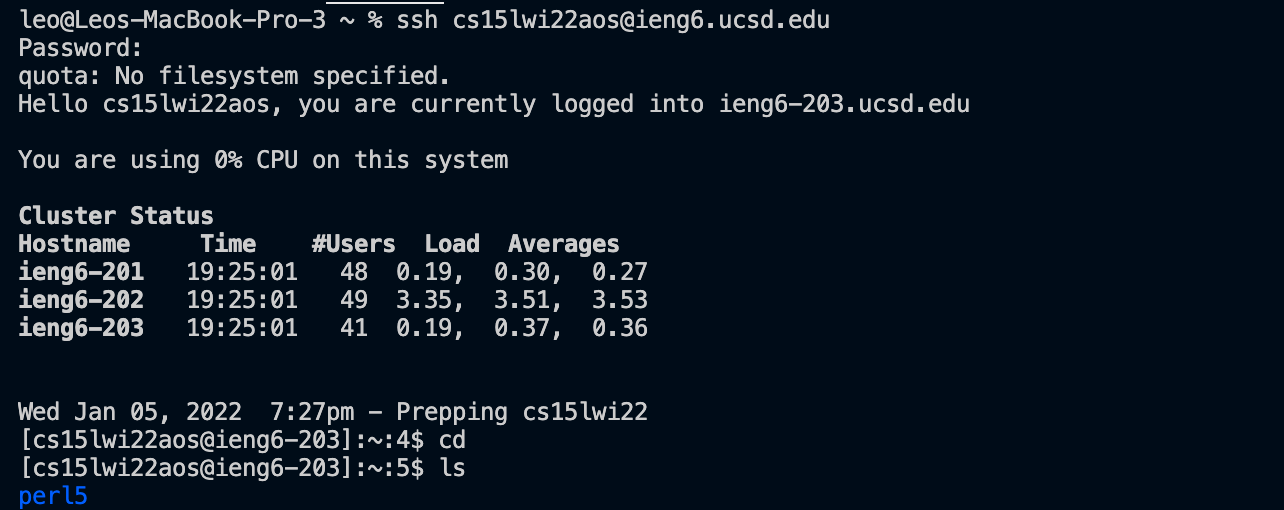 leo@Leos-MacBook-Pro-3 ~ % ssh cs15lwi22aos@ieng6.ucsd.edu
Password:
quota: No filesystem specified.
Hello cs15lwi22aos, you are currently logged into ieng6-203.ucsd.edu
You are using 0% CPU on this system
Cluster Status
Hostname     Time    #Users  Load  Averages
ieng6-201   19:25:01   48  0.19,  0.30,  0.27
ieng6-202   19:25:01   49  3.35,  3.51,  3.53
ieng6-203   19:25:01   41  0.19,  0.37,  0.36
Wed Jan 05, 2022  7:27pm - Prepping cs15lwi22
[cs15lwi22aos@ieng6-203]:~:4$ cd
[cs15lwi22aos@ieng6-203]:~:5$ ls
perl5